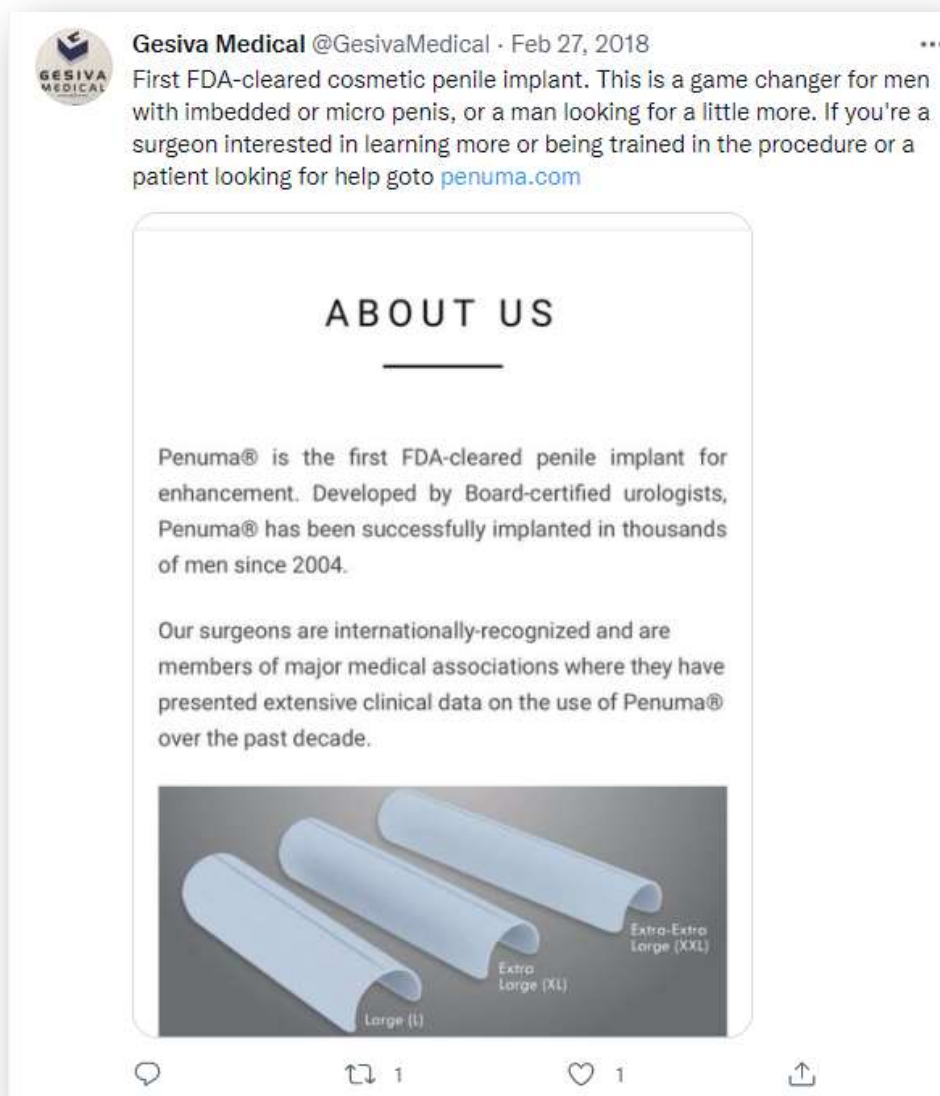 Gesiva Medical @GesivaMedical · Feb 27, 2018
GESIVA
MEDICAL
First FDA-cleared cosmetic penile implant. This is a game changer for men
with imbedded or micro penis, or a man looking for a little more. If you're a
surgeon interested in learning more or being trained in the procedure or a
patient looking for help goto penuma.com
ABOUT US
Penuma® is the first FDA-cleared penile implant for
enhancement. Developed by Board-certified urologists,
Penuma® has been successfully implanted in thousands
of men since 2004.
Our surgeons are internationally-recognized and are
members of major medical associations where they have
presented extensive clinical data on the use of Penuma®
over the past decade.
Extra-Extra
Large (XXL)
Extra
Large (XL)
Large (L)
1
1